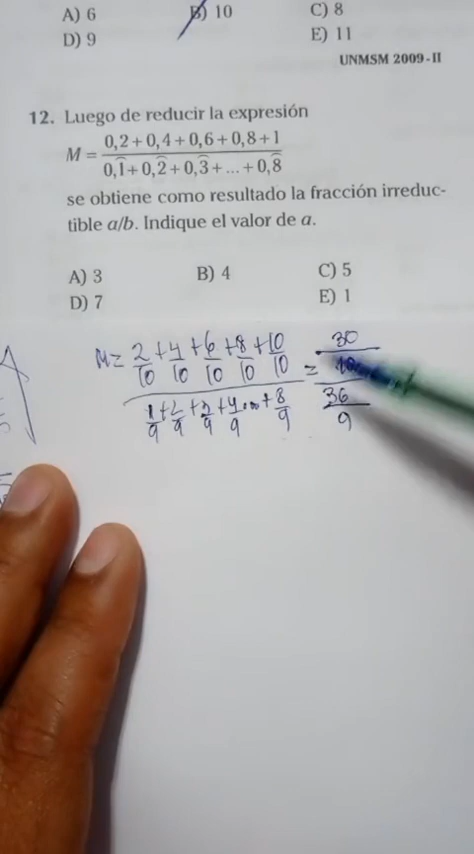 A) 6 B) 10 C) 8
D) 9 E) 11
UNMSM 2009-II
12. Luego de reducir la expresión
M = (0,2 + 0,4 + 0,6 + 0,8 + 1) / (0,1̂ + 0,2̂ + 0,3̂ + ... + 0,8̂)
se obtiene como resultado la fracción irreduc-
tible a/b. Indique el valor de a.
A) 3 B) 4 C) 5
D) 7 E) 1
M = (2/10 + 4/10 + 6/10 + 8/10 + 10/10) / (1/9 + 2/9 + 3/9 + 4/9 ... + 8/9) = (30/10) / (36/9)